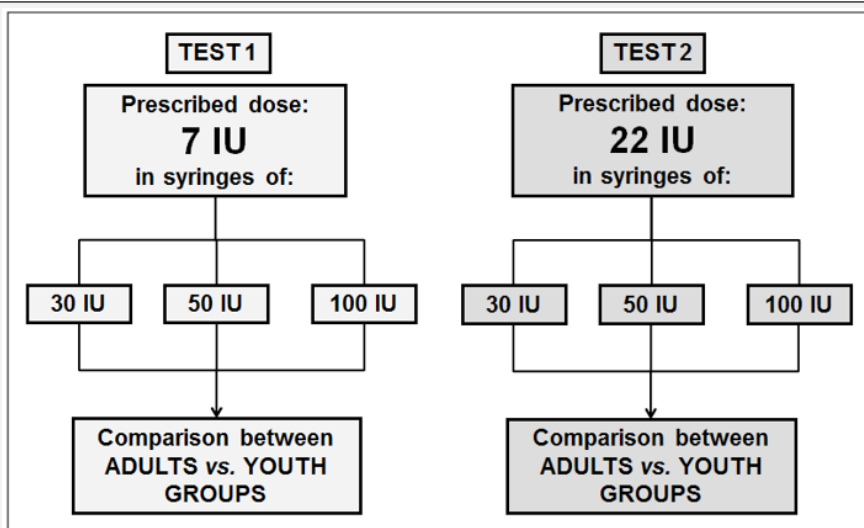 TEST 1
Prescribed dose:
7 IU
in syringes of:
30 IU
50 IU
100 IU
Comparison between
ADULTS vs. YOUTH
GROUPS
TEST 2
Prescribed dose:
22 IU
in syringes of:
30 IU
50 IU
100 IU
Comparison between
ADULTS vs. YOUTH
GROUPS